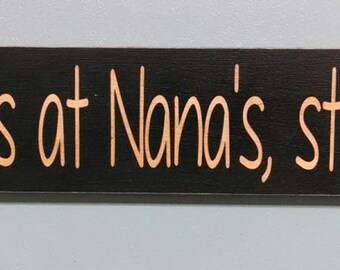 s at Nana's, st